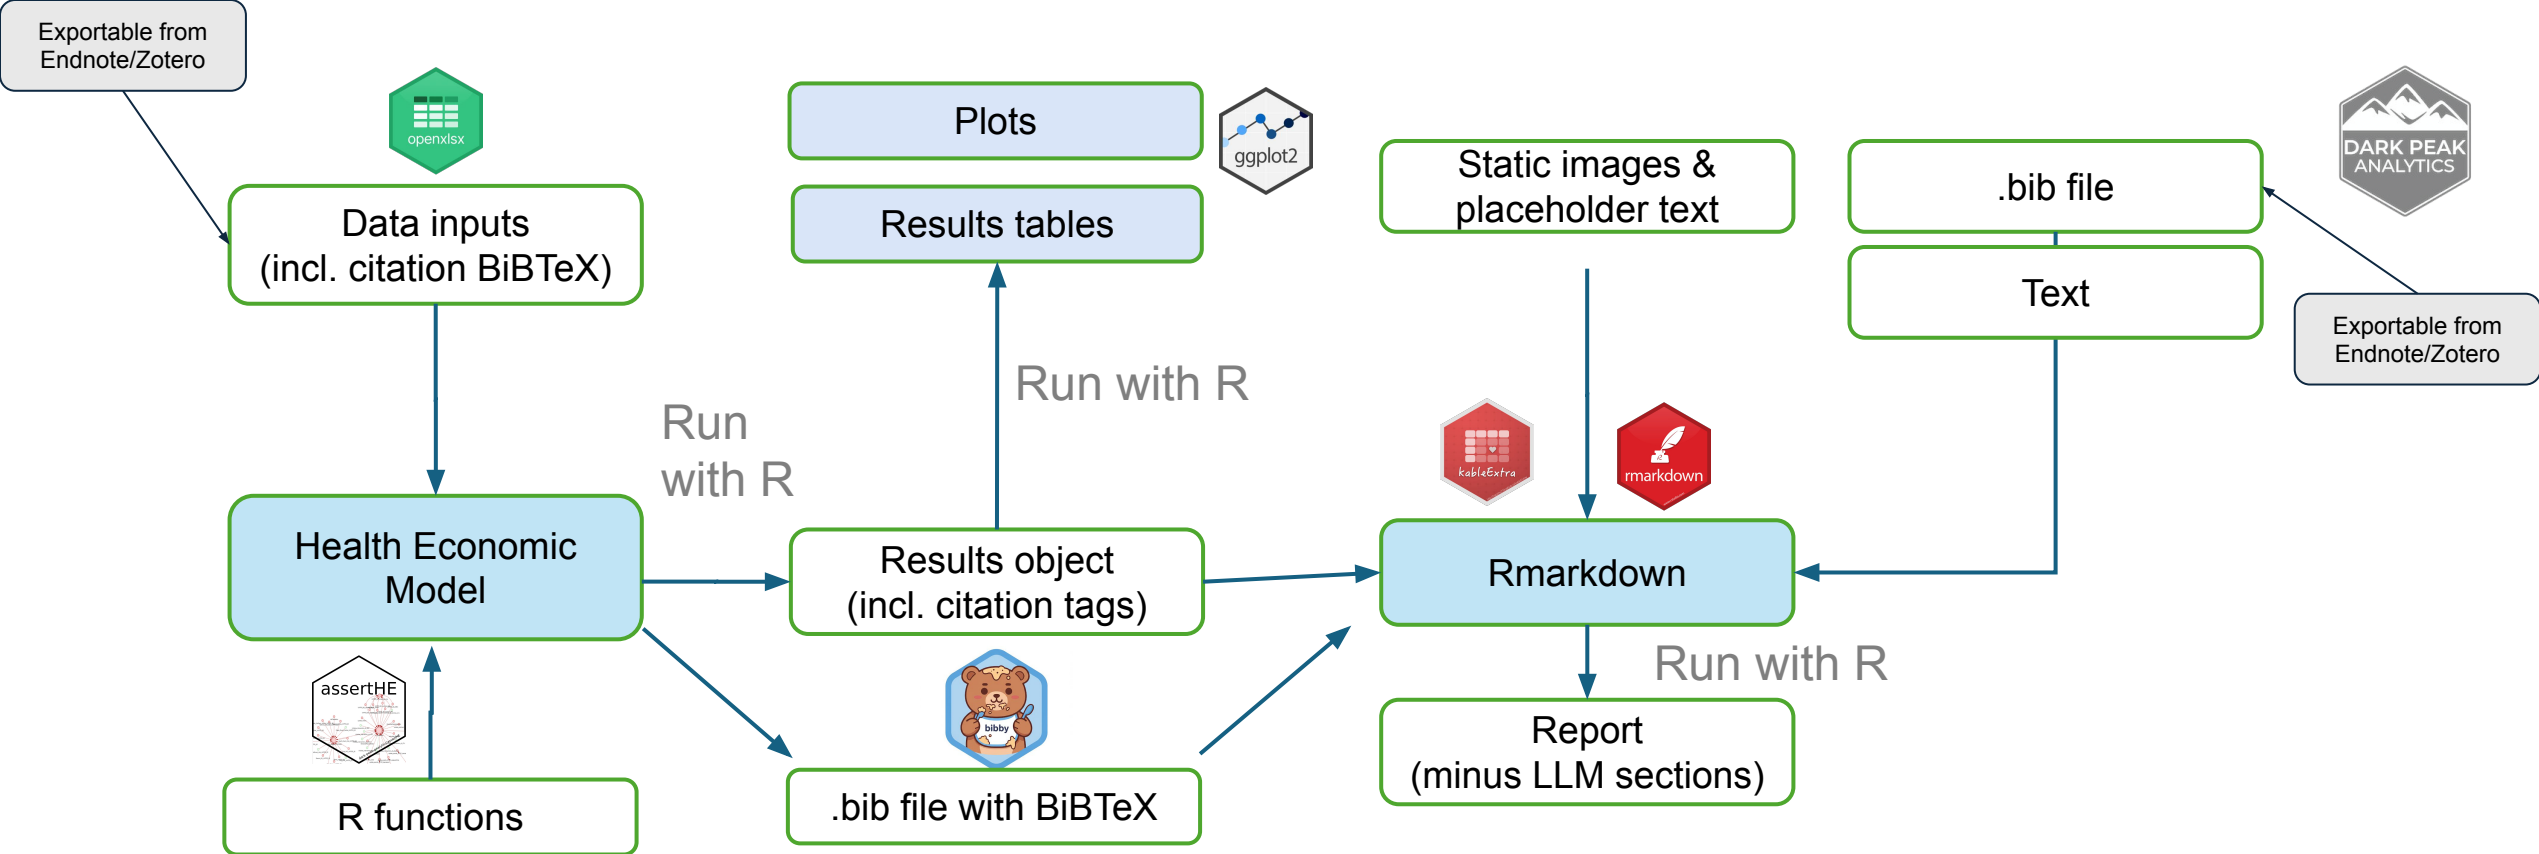 Exportable from
Endnote/Zotero
openxlsx
Data inputs
(incl. citation BiBTeX)
Plots
Results tables
ggplot2
Static images &
placeholder text
.bib file
Text
DARK PEAK
ANALYTICS
Exportable from
Endnote/Zotero
Run
with R
Run with R
kableExtra
rmarkdown
Health Economic
Model
Results object
(incl. citation tags)
Rmarkdown
Run with R
assertHE
bibby
R functions
.bib file with BiBTeX
Report
(minus LLM sections)